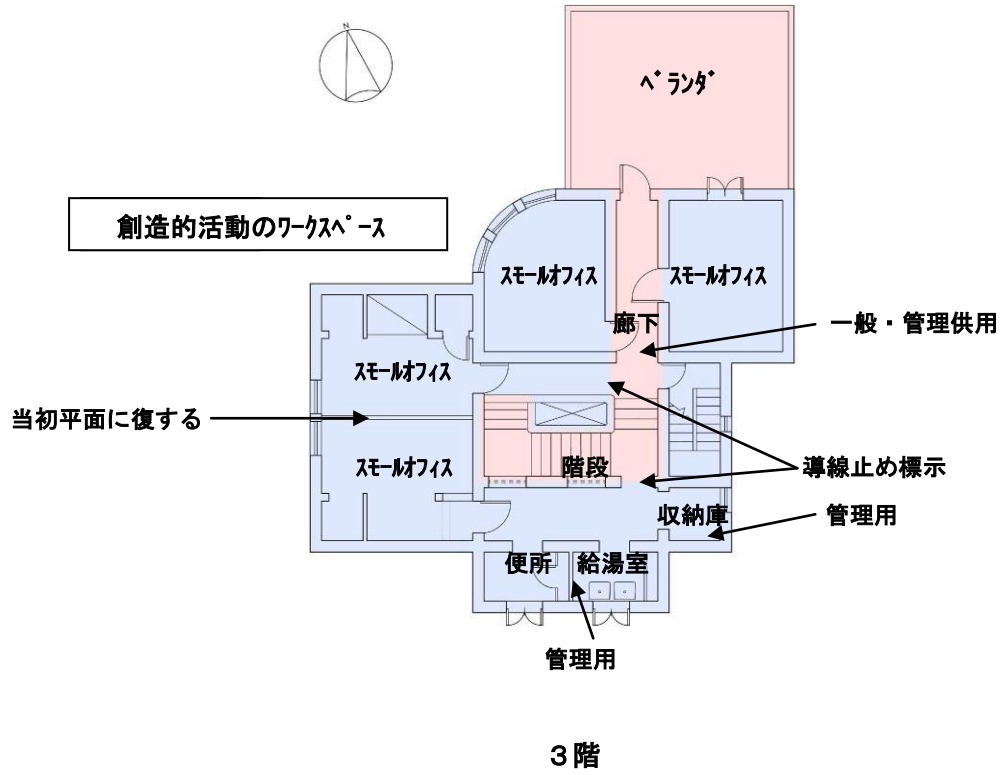 N
ﾍﾞﾗﾝﾀﾞ
創造的活動のﾜｰｸｽﾍﾟｰｽ
ｽﾓｰﾙｵﾌｨｽ
ｽﾓｰﾙｵﾌｨｽ
廊下
一般・管理供用
ｽﾓｰﾙｵﾌｨｽ
当初平面に復する
ｽﾓｰﾙｵﾌｨｽ
階段
導線止め標示
収納庫
管理用
便所
給湯室
管理用
３階